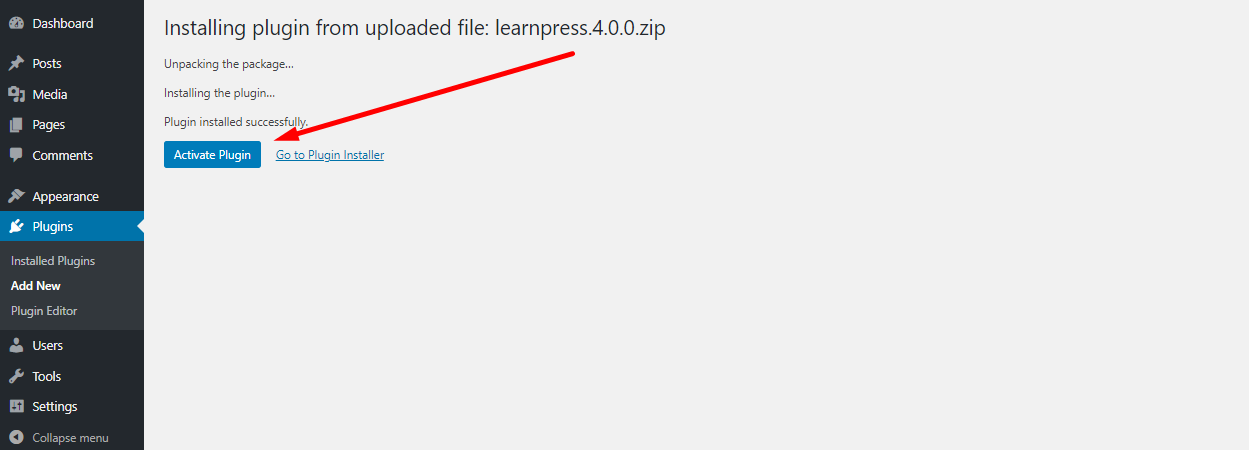 Dashboard
Posts
Media
Pages
Comments
Appearance
Plugins
Installed Plugins
Add New
Plugin Editor
Users
Tools
Settings
Collapse menu
Installing plugin from uploaded file: learnpress.4.0.0.zip
Unpacking the package...
Installing the plugin...
Plugin installed successfully.
Activate Plugin Go to Plugin Installer